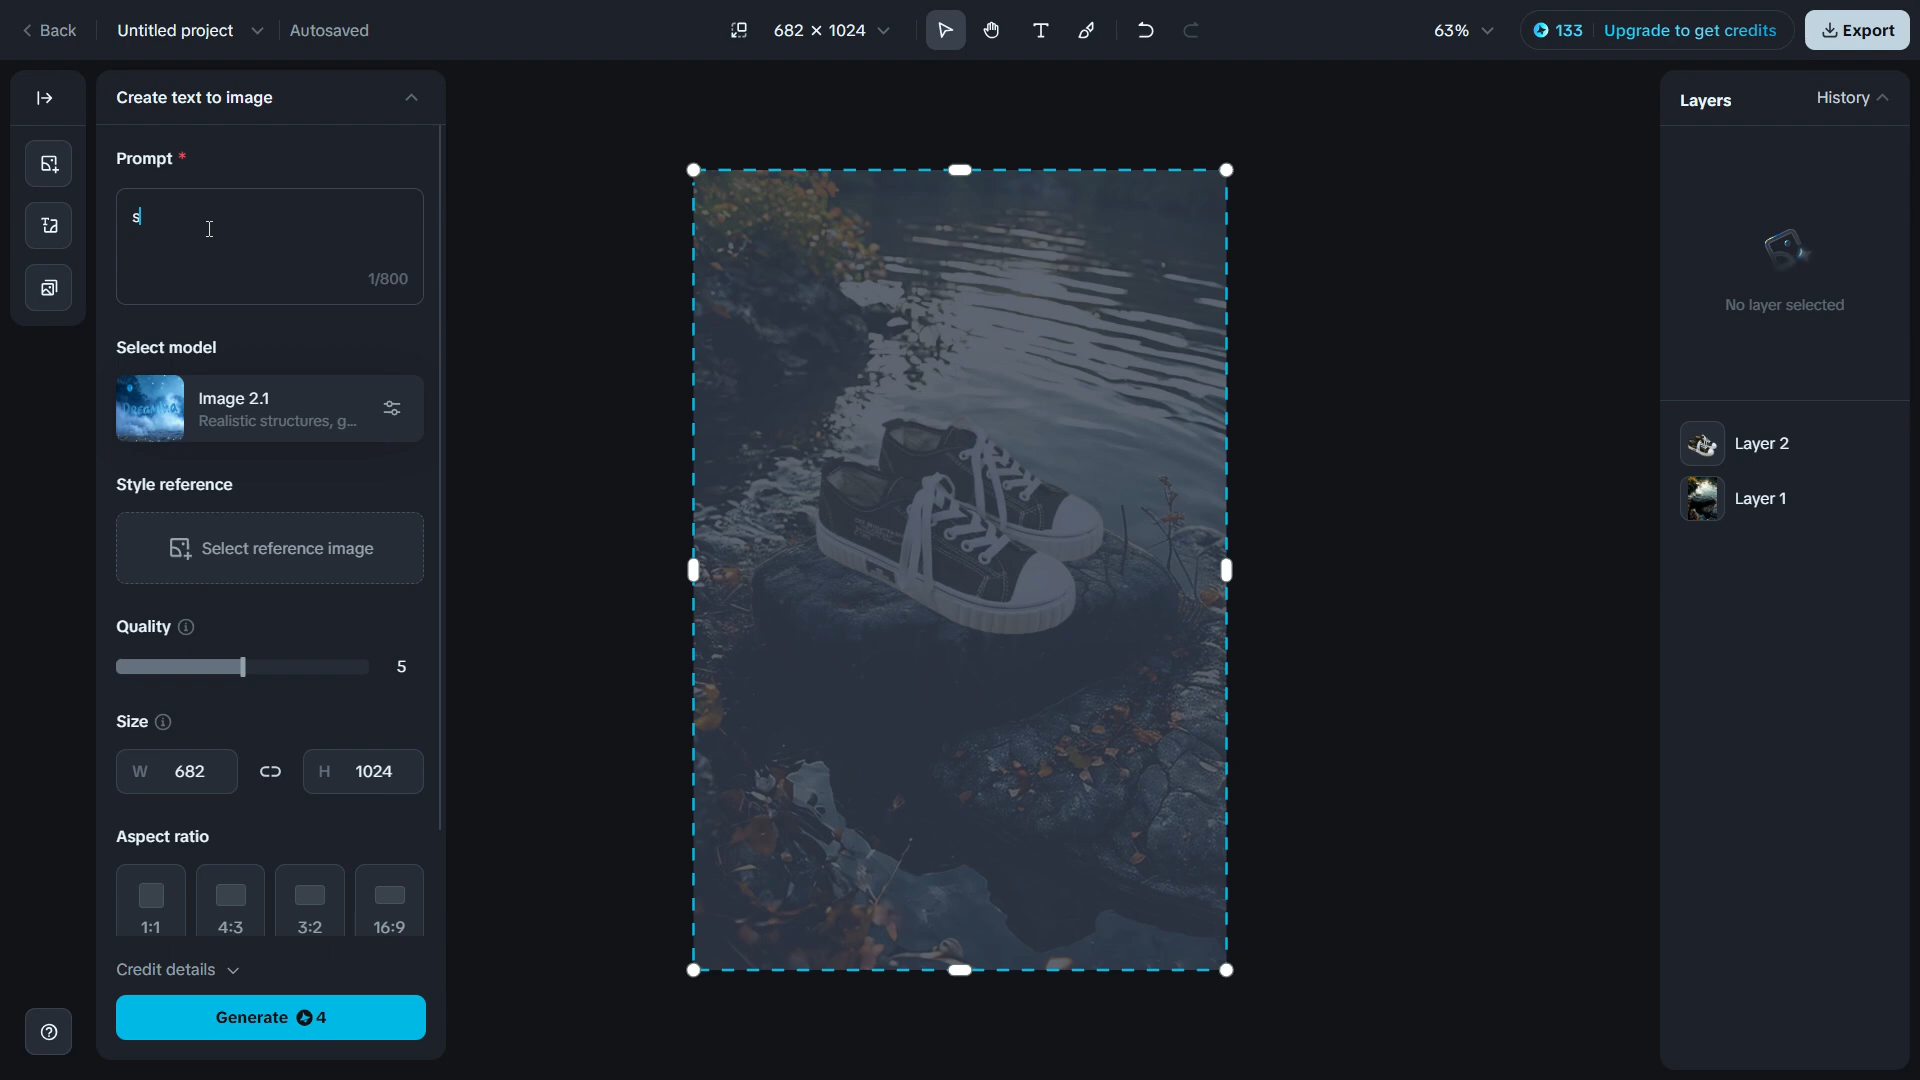 Back
Untitled project
Autosaved
682 × 1024
63%
133
Upgrade to get credits
Export
Create text to image
Prompt *
s
1/800
Select model
Image 2.1
Realistic structures, g...
Style reference
Select reference image
Quality
5
Size
W 682
H 1024
Aspect ratio
1:1
4:3
3:2
16:9
Credit details
Generate 4
Layers
History
No layer selected
Layer 2
Layer 1